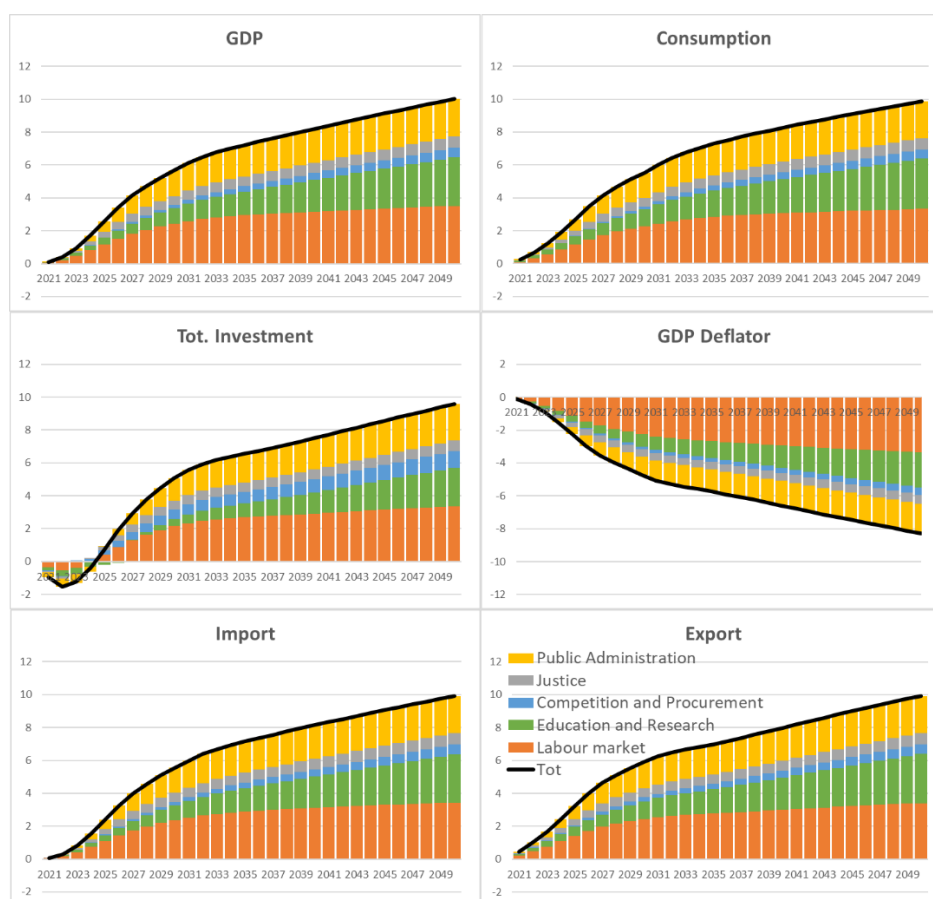 GDP
12
10
8
6
4
2
0
-2
2021 2023 2025 2027 2029 2031 2033 2035 2037 2039 2041 2043 2045 2047 2049
Consumption
12
10
8
6
4
2
0
-2
2021 2023 2025 2027 2029 2031 2033 2035 2037 2039 2041 2043 2045 2047 2049
Tot. Investment
12
10
8
6
4
2
0
-2
2021 2023 2025 2027 2029 2031 2033 2035 2037 2039 2041 2043 2045 2047 2049
GDP Deflator
2
0
-2
-4
-6
-8
-10
-12
2021 2023 2025 2027 2029 2031 2033 2035 2037 2039 2041 2043 2045 2047 2049
Import
12
10
8
6
4
2
0
-2
2021 2023 2025 2027 2029 2031 2033 2035 2037 2039 2041 2043 2045 2047 2049
Export
12
10
8
6
4
2
0
-2
Public Administration
Justice
Competition and Procurement
Education and Research
Labour market
Tot
2021 2023 2025 2027 2029 2031 2033 2035 2037 2039 2041 2043 2045 2047 2049